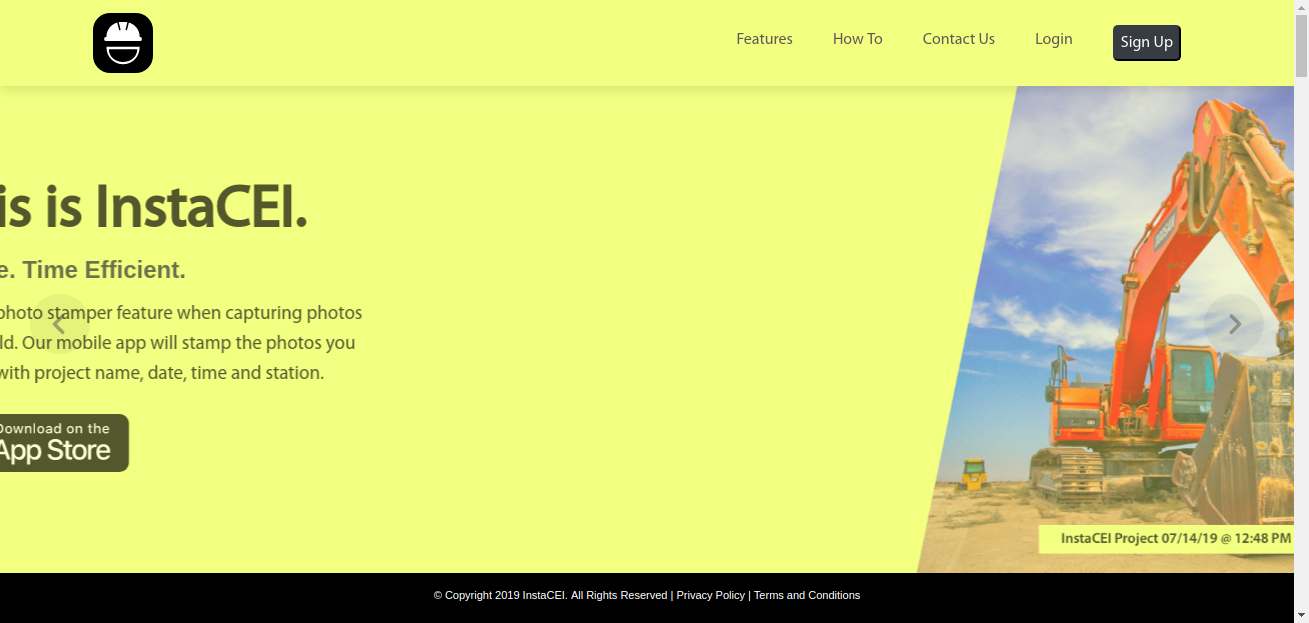 Features How To Contact Us Login Sign Up
is is InstaCEI.
e. Time Efficient.
photo stamper feature when capturing photos
ld. Our mobile app will stamp the photos you
with project name, date, time and station.
Download on the
App Store
InstaCEI Project 07/14/19 @ 12:48 PM
© Copyright 2019 InstaCEI. All Rights Reserved | Privacy Policy | Terms and Conditions